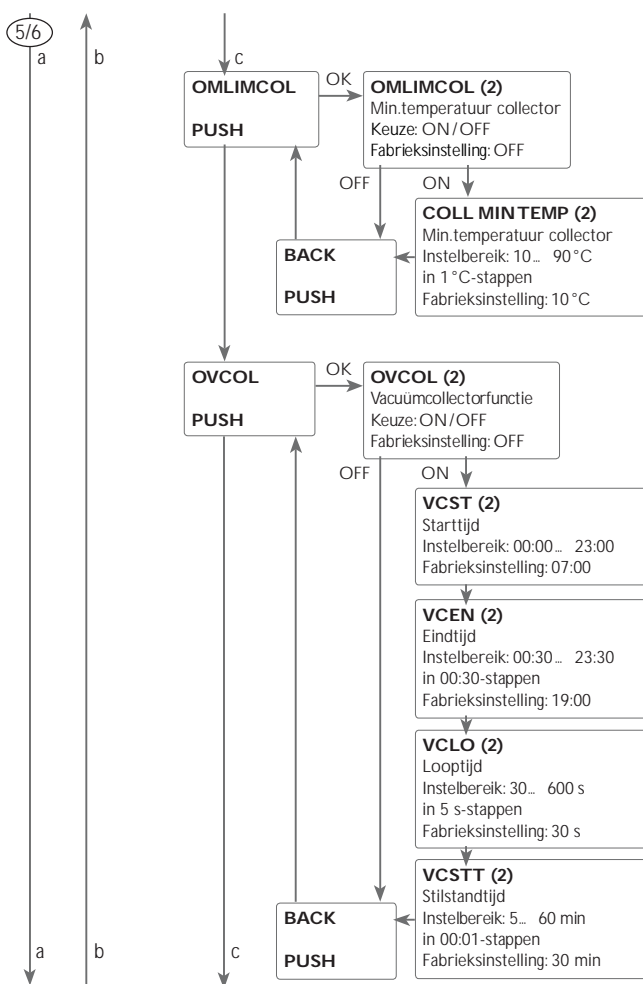 5/6
a
b
c
OMLIMCOL
PUSH
OK
OMLIMCOL (2)
Min.temperatuur collector
Keuze: ON/OFF
Fabrieksinstelling: OFF
OFF
ON
COLL MINTEMP (2)
Min.temperatuur collector
Instelbereik: 10... 90°C
in 1°C-stappen
Fabrieksinstelling: 10°C
BACK
PUSH
OVCOL
PUSH
OK
OVCOL (2)
Vacuümcollectorfunctie
Keuze: ON/OFF
Fabrieksinstelling: OFF
OFF
ON
VCST (2)
Starttijd
Instelbereik: 00:00... 23:00
Fabrieksinstelling: 07:00
VCEN (2)
Eindtijd
Instelbereik: 00:30... 23:30
in 00:30-stappen
Fabrieksinstelling: 19:00
VCLO (2)
Looptijd
Instelbereik: 30... 600 s
in 5 s-stappen
Fabrieksinstelling: 30 s
VCSTT (2)
Stilstandtijd
Instelbereik: 5... 60 min
in 00:01-stappen
Fabrieksinstelling: 30 min
BACK
PUSH
a
b
c